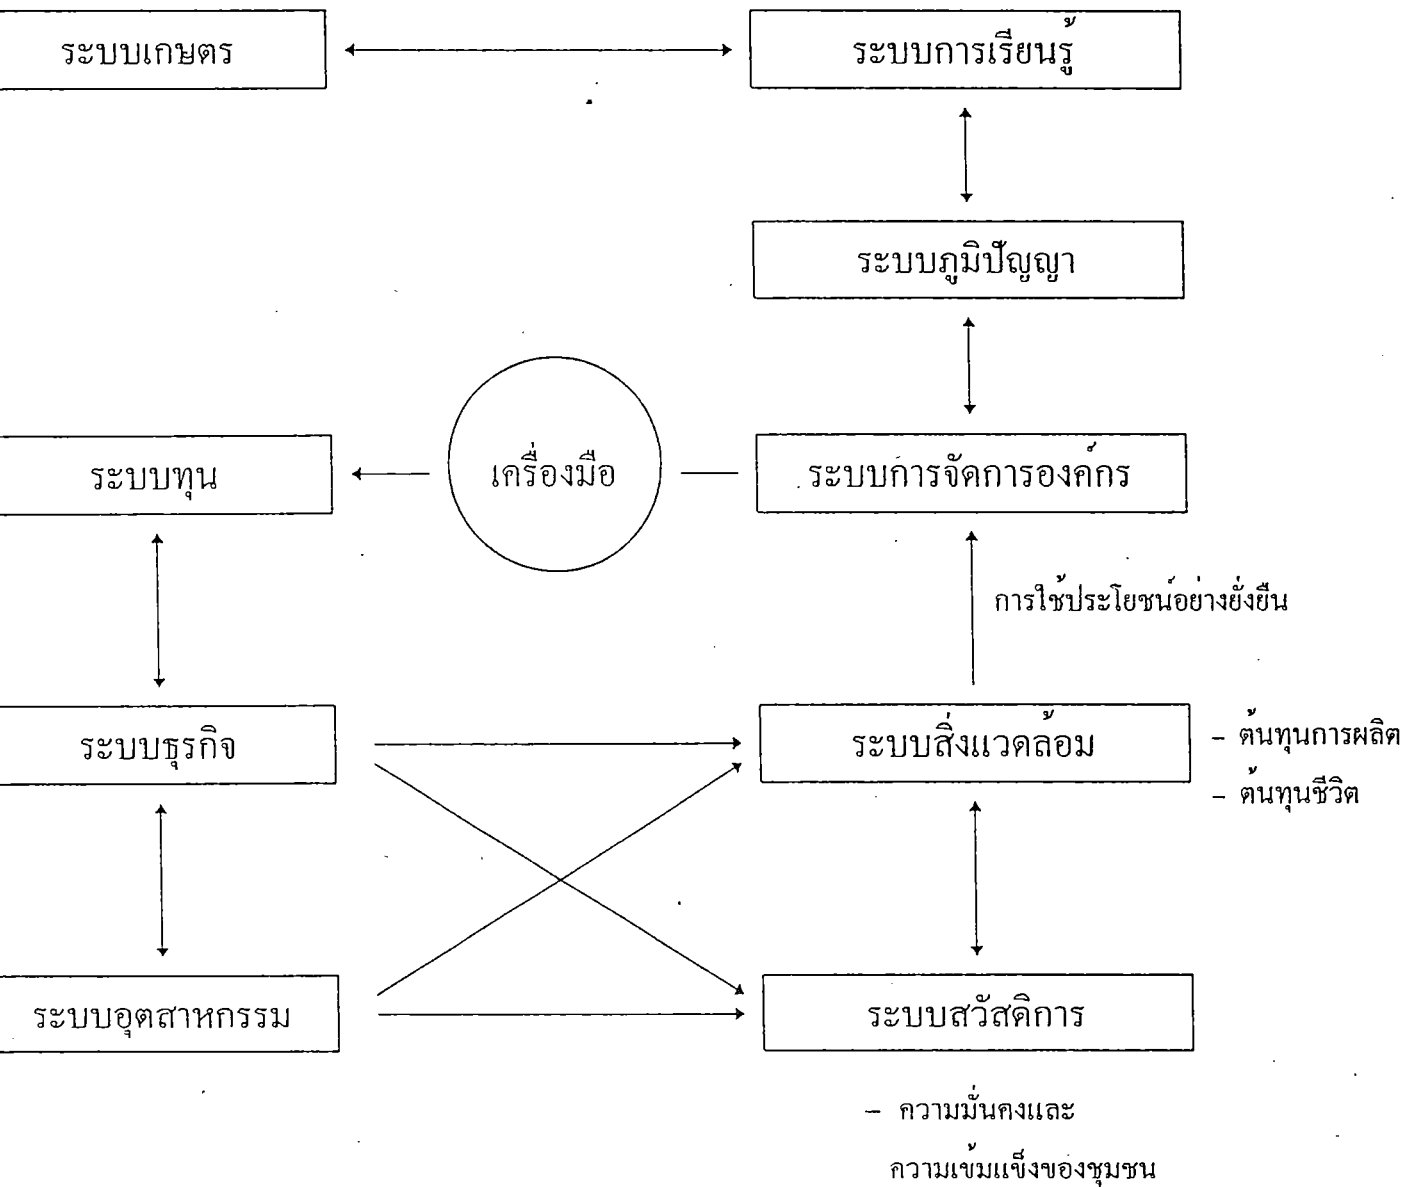 ระบบเกษตร
ระบบการเรียนรู้
ระบบภูมิปัญญา
ระบบทุน
เครื่องมือ
ระบบการจัดการองค์กร
การใช้ประโยชน์อย่างยั่งยืน
ระบบธุรกิจ
ระบบสิ่งแวดล้อม
– ต้นทุนการผลิต
– ต้นทุนชีวิต
ระบบอุตสาหกรรม
ระบบสวัสดิการ
– ความมั่นคงและ
ความเข้มแข็งของชุมชน